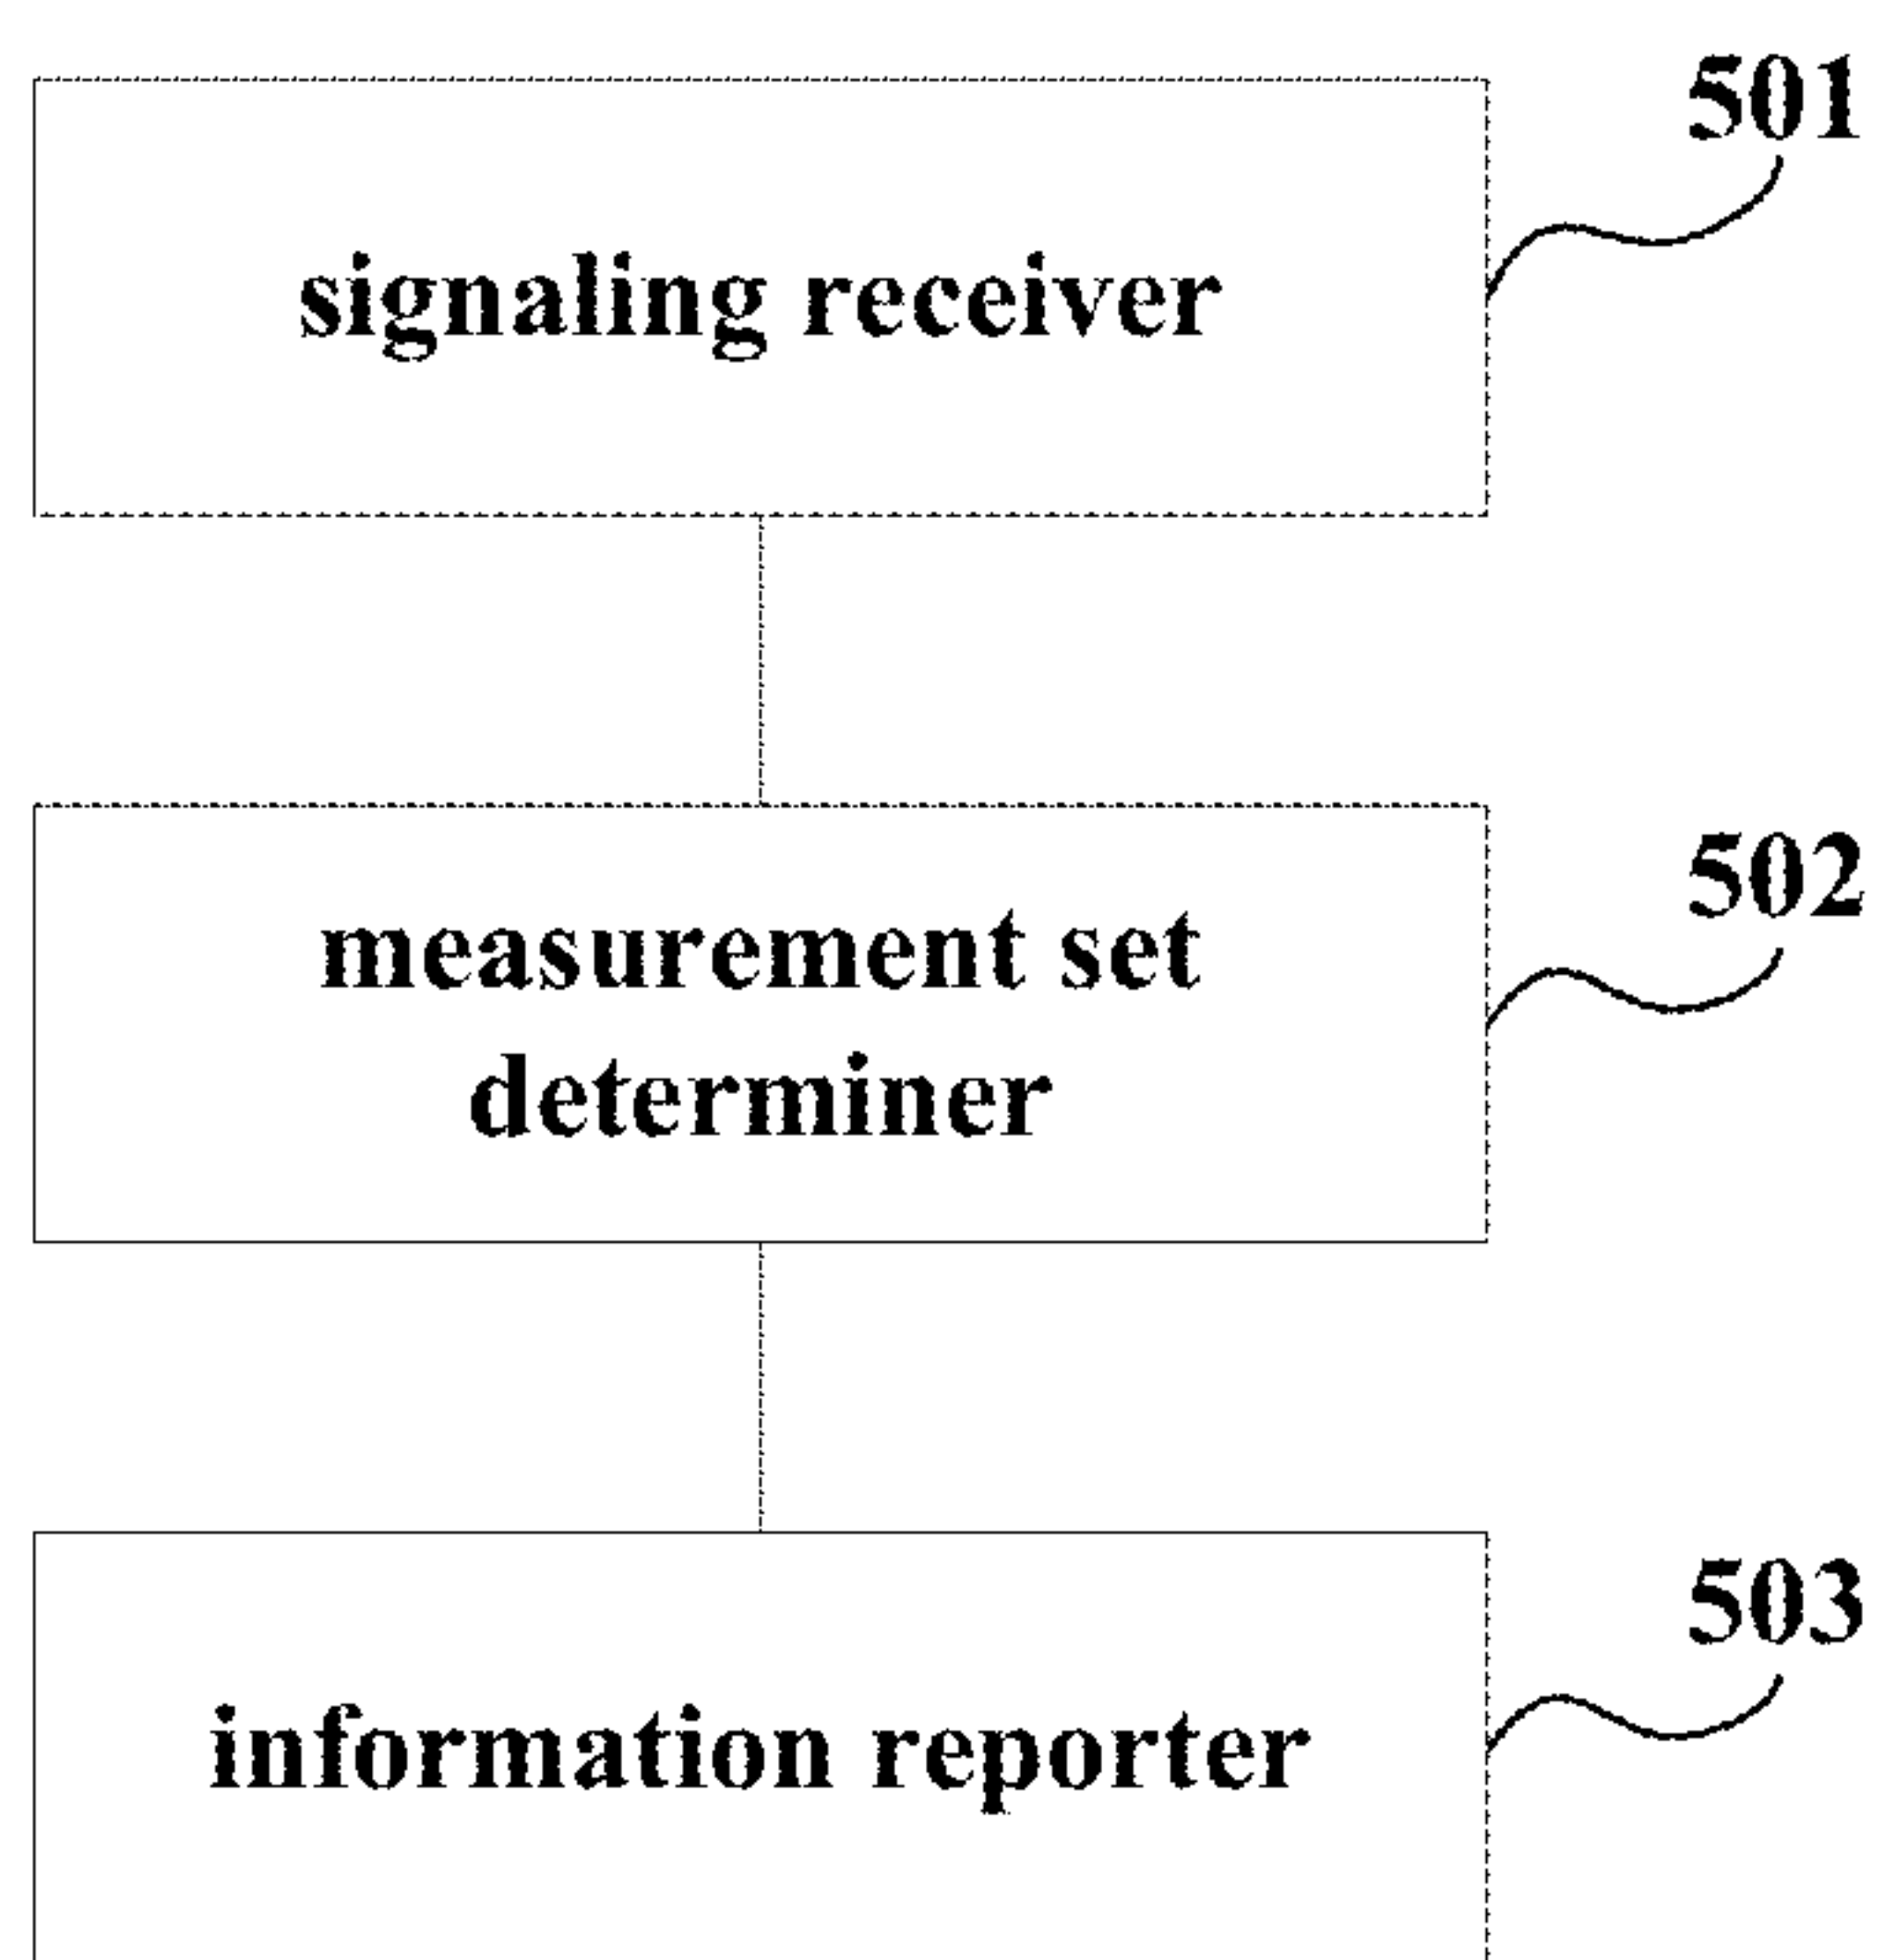 501
signaling receiver
502
measurement set
determiner
503
information reporter